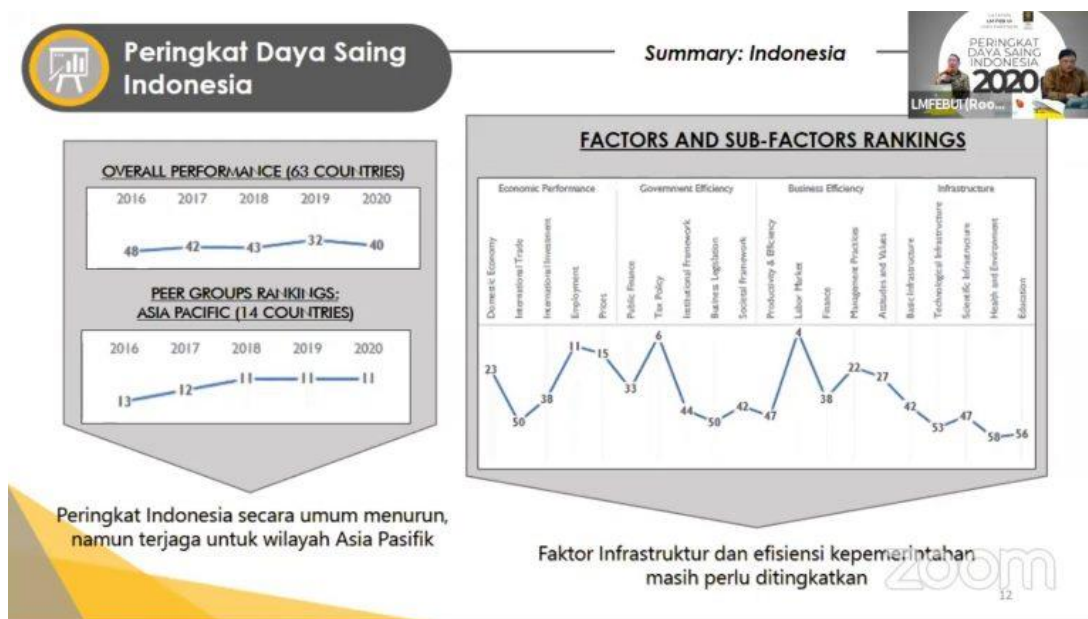 Peringkat Daya Saing
Indonesia
Summary: Indonesia
LM FEB UI
PERINGKAT
DAYA SAING
INDONESIA
2020
LMFEBUI (Roo...
OVERALL PERFORMANCE (63 COUNTRIES)
2016 2017 2018 2019 2020
48 42 43 32 40
PEER GROUPS RANKINGS:
ASIA PACIFIC (14 COUNTRIES)
2016 2017 2018 2019 2020
13 12 11 11 11
Peringkat Indonesia secara umum menurun,
namun terjaga untuk wilayah Asia Pasifik
FACTORS AND SUB-FACTORS RANKINGS
Economic Performance Government Efficiency Business Efficiency Infrastructure
Domestic Economy
International Trade
International Investment
Employment
Prices
Public Finance
Tax Policy
Institutional Framework
Business Legislation
Societal Framework
Productivity & Efficiency
Labor Market
Finance
Management Practices
Attitudes and Values
Basic Infrastructure
Technological Infrastructure
Scientific Infrastructure
Health and Environment
Education
23 50 38 11 15 33 6 44 50 42 47 4 38 22 27 42 53 47 58 56
Faktor Infrastruktur dan efisiensi kepemerintahan
masih perlu ditingkatkan
zoom
12